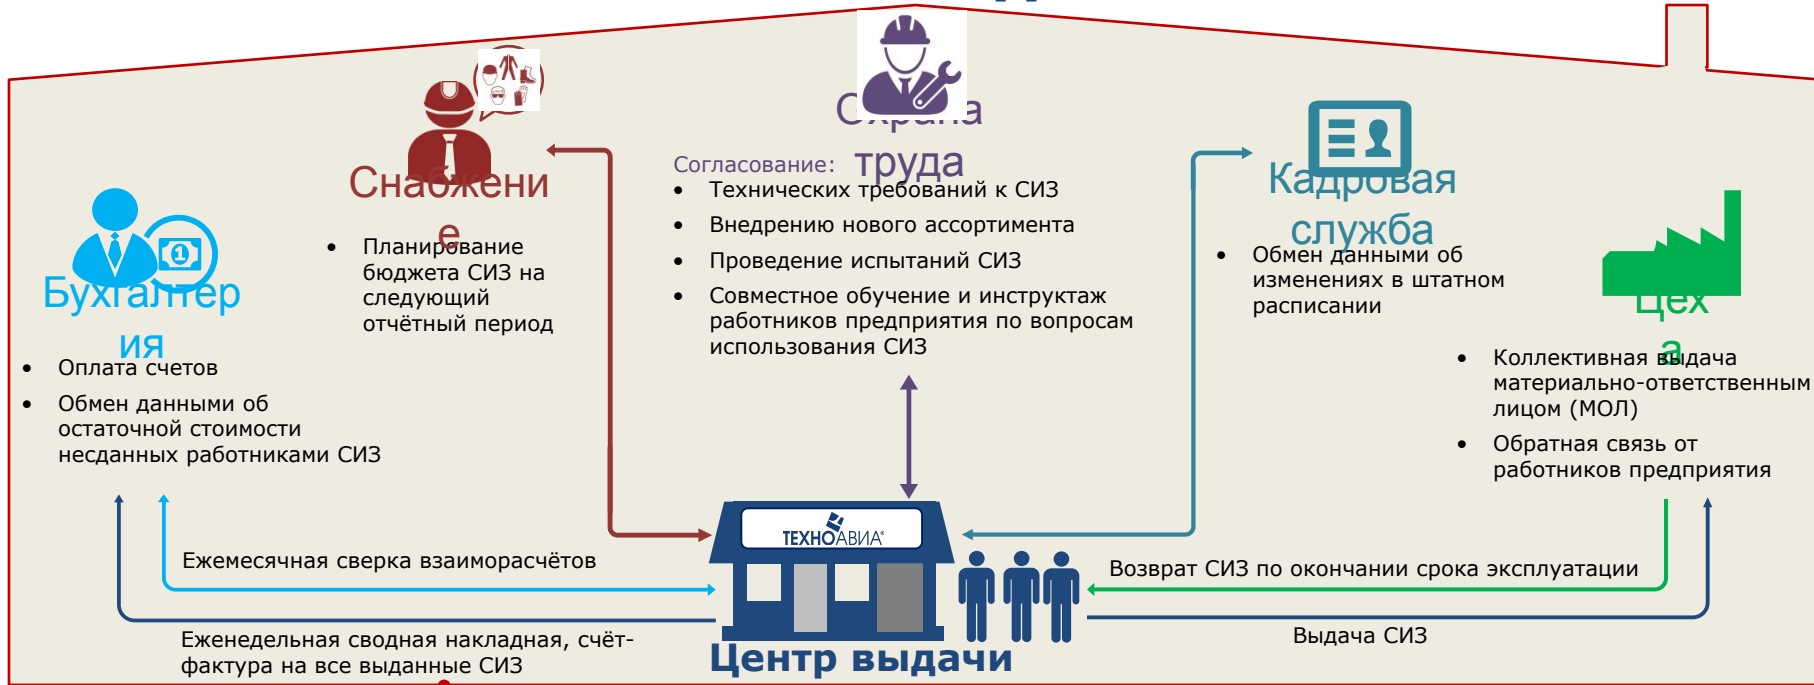 Охрана
труда
Согласование:
• Технических требований к СИЗ
• Внедрению нового ассортимента
• Проведение испытаний СИЗ
• Совместное обучение и инструктаж
работников предприятия по вопросам
использования СИЗ
Снабжени
е
• Планирование
бюджета СИЗ на
следующий
отчётный период
Кадровая
служба
• Обмен данными об
изменениях в штатном
расписании
Бухгалтер
ия
• Оплата счетов
• Обмен данными об
остаточной стоимости
несданных работниками СИЗ
Цех
а
• Коллективная выдача
материально-ответственным
лицом (МОЛ)
• Обратная связь от
работников предприятия
Ежемесячная сверка взаиморасчётов
Еженедельная сводная накладная, счёт-
фактура на все выданные СИЗ
ТЕХНОАВИА®
Центр выдачи
Возврат СИЗ по окончании срока эксплуатации
Выдача СИЗ